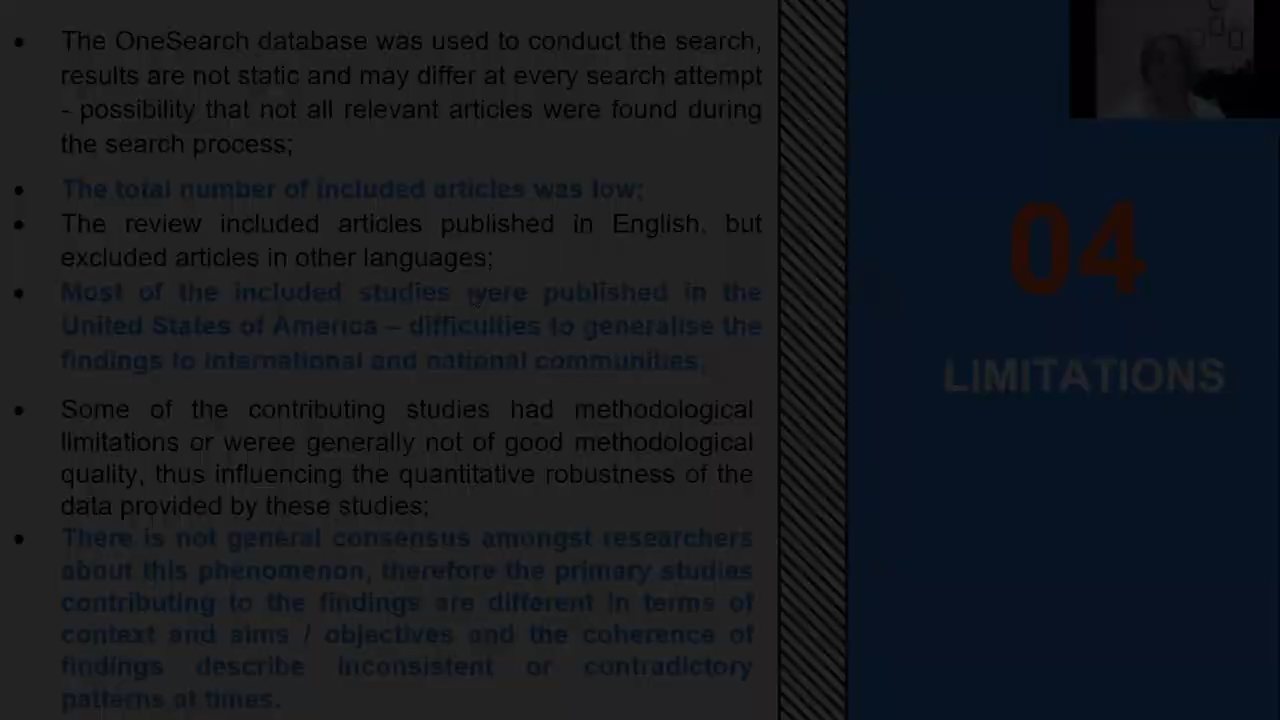 The OneSearch database was used to conduct the search,
results are not static and may differ at every search attempt
- possibility that not all relevant articles were found during
the search process;
The total number of included articles was low;
The review included articles published in English, but
excluded articles in other languages;
Most of the included studies were published in the
United States of America – difficulties to generalise the
findings to international and national communities.
Some of the contributing studies had methodological
limitations or weree generally not of good methodological
quality, thus influencing the quantitative robustness of the
data provided by these studies;
There is not general consensus amongst researchers
about this phenomenon, therefore the primary studies
contributing to the findings are different in terms of
context and aims / objectives and the coherence of
findings describe inconsistent or contradictory
patterns at times.
04
LIMITATIONS